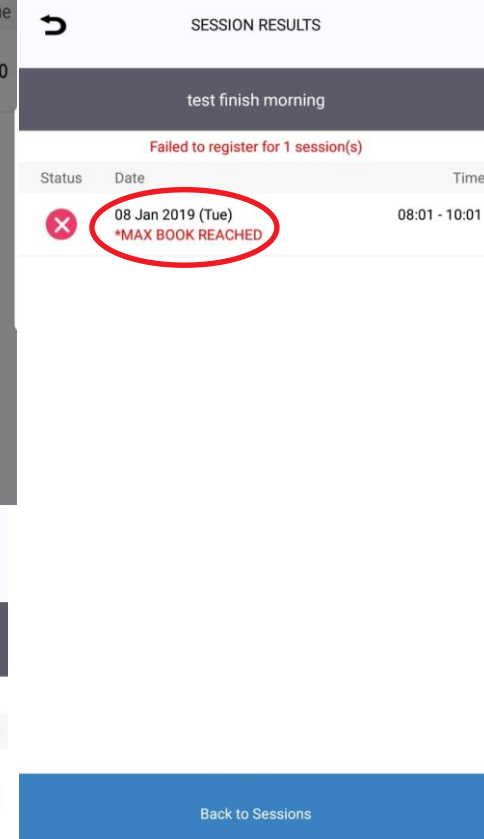 SESSION RESULTS
test finish morning
Failed to register for 1 session(s)
Status Date Time
08 Jan 2019 (Tue) 08:01 - 10:01
*MAX BOOK REACHED
Back to Sessions